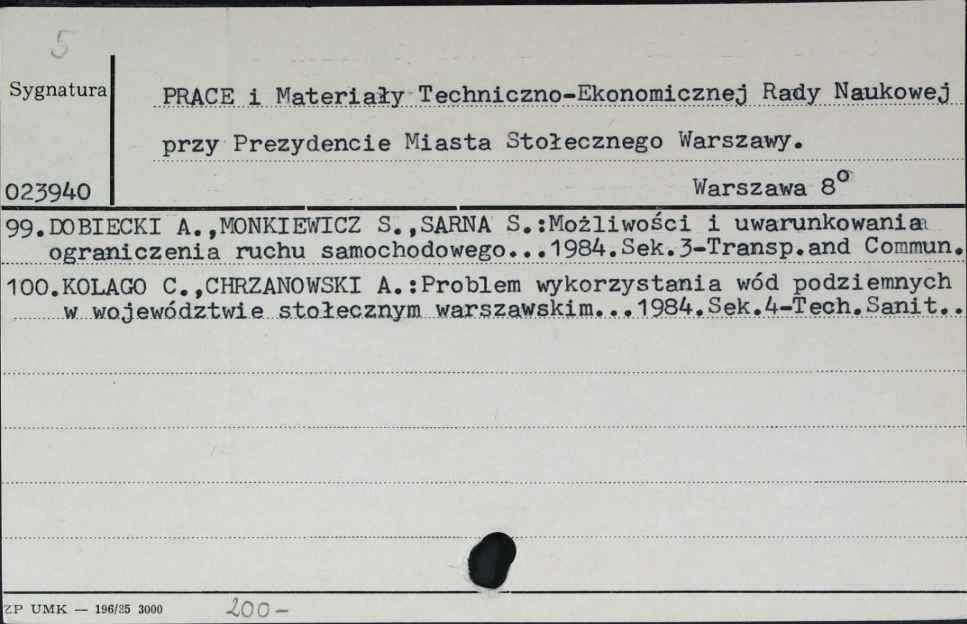 5
Sygnatura
PRACE i Materiały Techniczno-Ekonomicznej Rady Naukowej
przy Prezydencie Miasta Stołecznego Warszawy.
023940
Warszawa 8°
99.DOBIECKI A.,MONKIEWICZ S.,SARNA S.:Możliwości i uwarunkowania
ograniczenia ruchu samochodowego...1984.Sek.3-Transp.and Commun.
100.KOLAGO C.,CHRZANOWSKI A.:Problem wykorzystania wód podziemnych
w województwie stołecznym warszawskim...1984.Sek.4-Tech.Sanit..
ZP UMK — 196/85 3000
200-